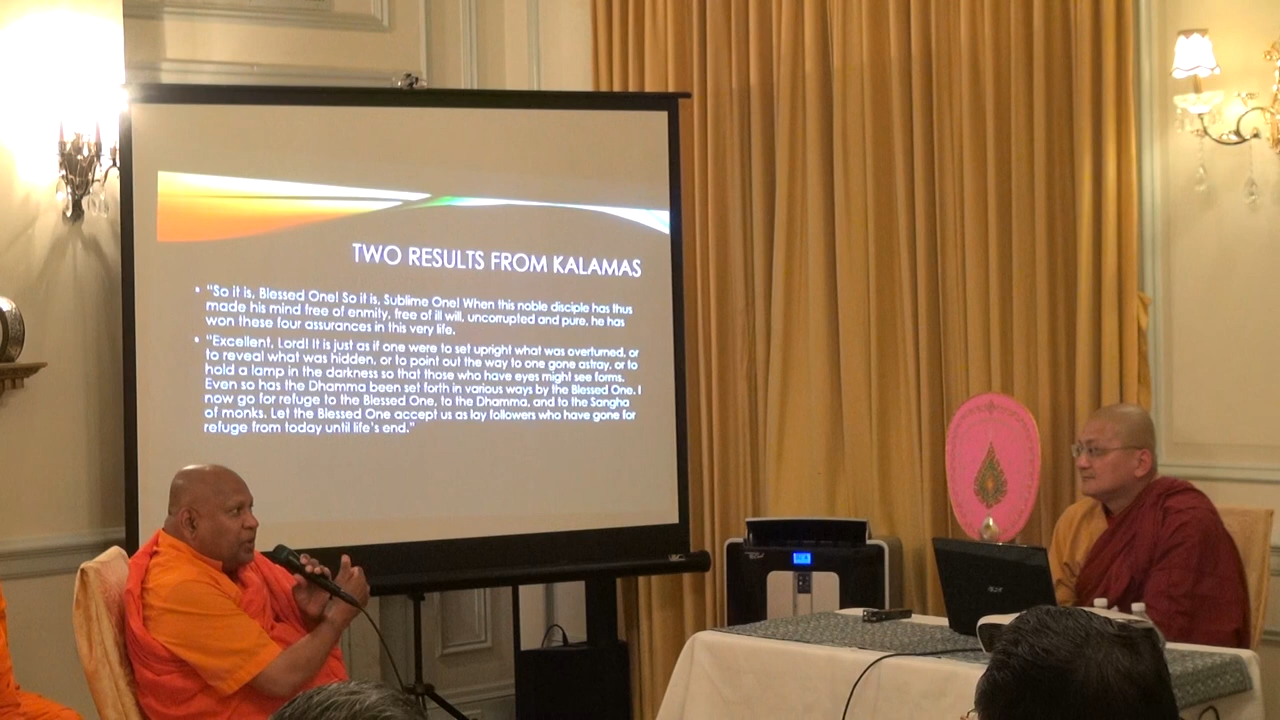 TWO RESULTS FROM KALAMAS
• "So it is, Blessed One! So it is, Sublime One! When this noble disciple has thus
made his mind free of enmity, free of ill will, uncorrupted and pure, he has
won these four assurances in this very life.
• "Excellent, Lord! It is just as if one were to set upright what was overturned, or
to reveal what was hidden, or to point out the way to one gone astray, or to
hold a lamp in the darkness so that those who have eyes might see forms.
Even so has the Dhamma been set forth in various ways by the Blessed One. I
now go for refuge to the Blessed One, to the Dhamma, and to the Sangha
of monks. Let the Blessed One accept us as lay followers who have gone for
refuge from today until life's end."
acer